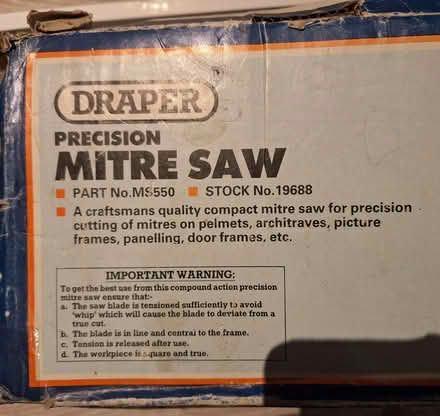 DRAPER
PRECISION
MITRE SAW
PART No.MS550 STOCK No.19688
A craftsmans quality compact mitre saw for precision
cutting of mitres on pelmets, architraves, picture
frames, panelling, door frames, etc.
IMPORTANT WARNING:
To get the best use from this compound action precision
mitre saw ensure that:-
a. The saw blade is tensioned sufficiently to avoid
'whip' which will cause the blade to deviate from a
true cut.
b. The blade is in line and central to the frame.
c. Tension is released after use.
d. The workpiece is square and true.